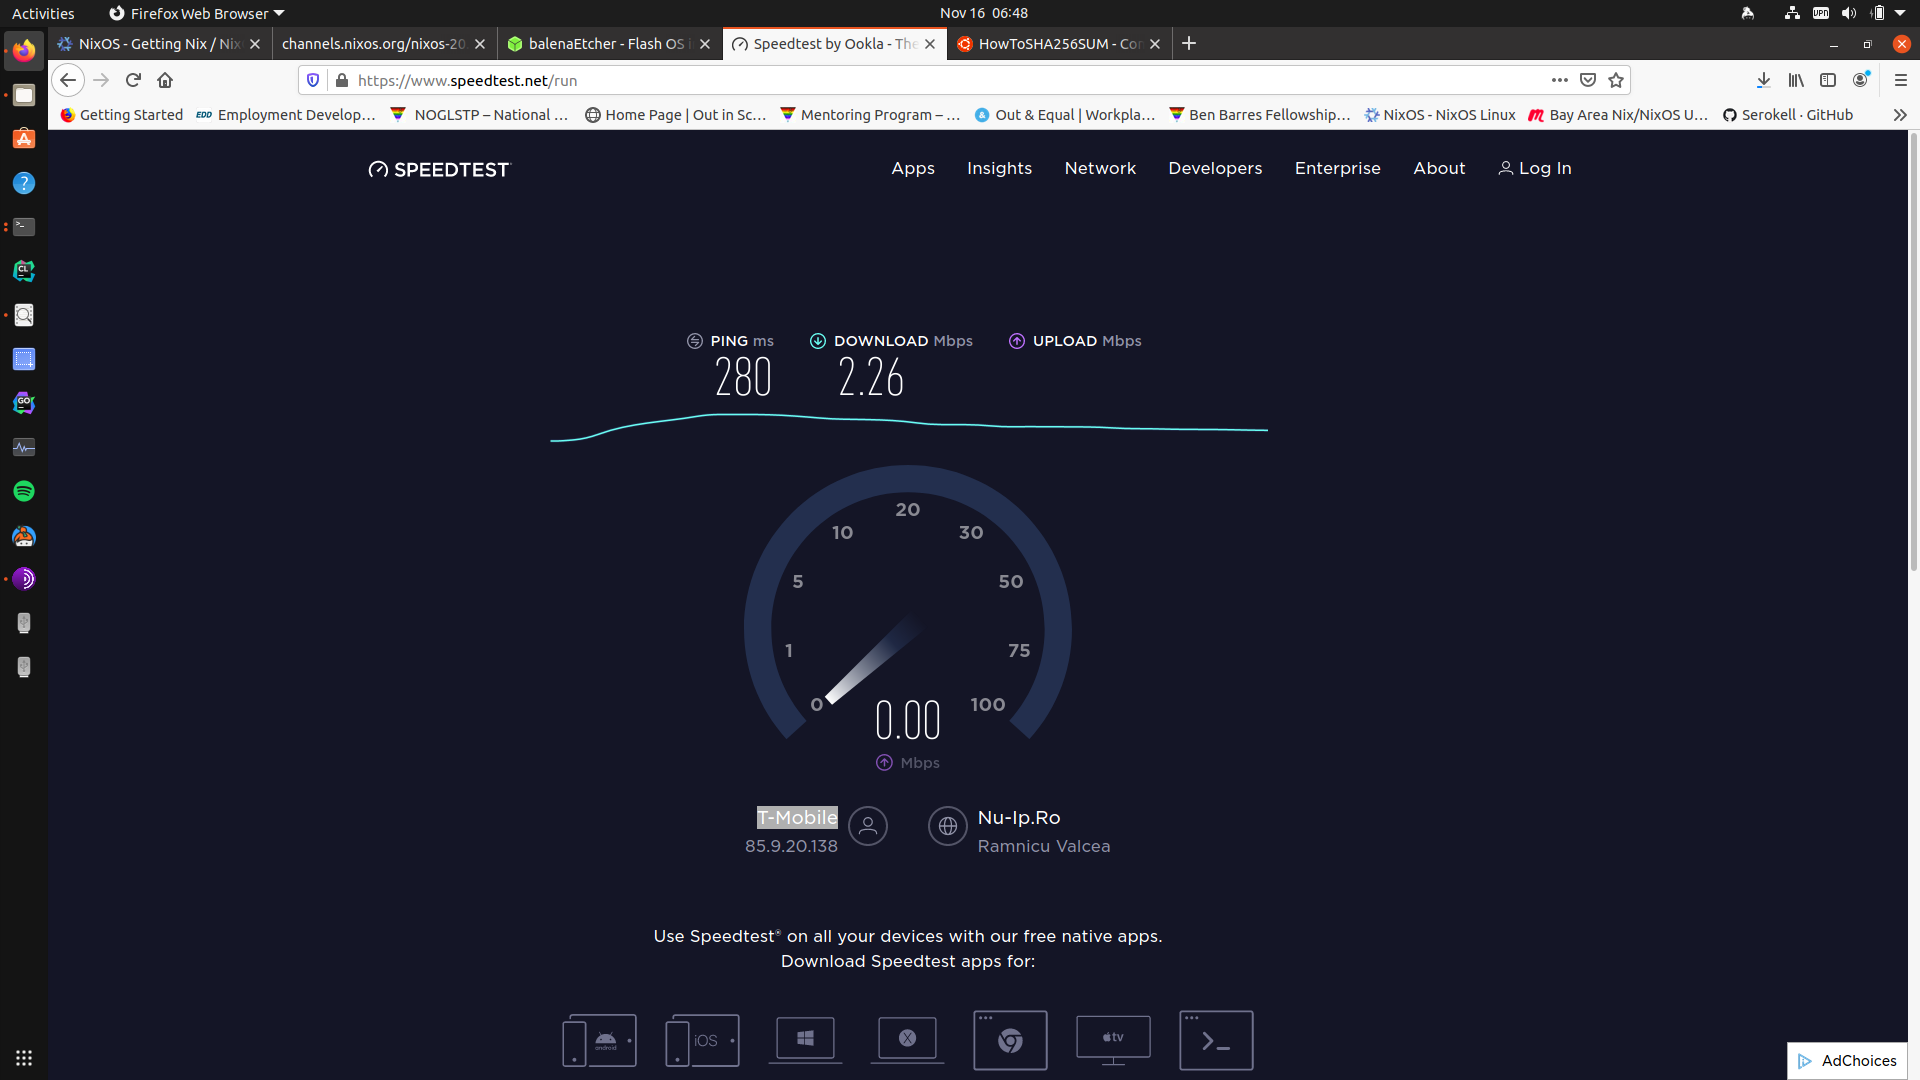 Activities
Firefox Web Browser
Nov 16 06:48
VPN
NixOS - Getting Nix / Nix
channels.nixos.org/nixos-20
balenaEtcher - Flash OS i
Speedtest by Ookla - The
HowToSHA256SUM - Co
https://www.speedtest.net/run
Getting Started
EDD Employment Develop…
NOGLSTP – National …
Home Page | Out in Sc…
Mentoring Program – …
& Out & Equal | Workpla…
Ben Barres Fellowship…
NixOS - NixOS Linux
Bay Area Nix/NixOS U…
Serokell · GitHub
SPEEDTEST
Apps
Insights
Network
Developers
Enterprise
About
Log In
PING ms
DOWNLOAD Mbps
UPLOAD Mbps
280
2.26
0
1
5
10
20
30
50
75
100
0.00
Mbps
T-Mobile
85.9.20.138
Nu-Ip.Ro
Ramnicu Valcea
Use Speedtest® on all your devices with our free native apps.
Download Speedtest apps for:
android
iOS
X
tv
AdChoices
CL
GO